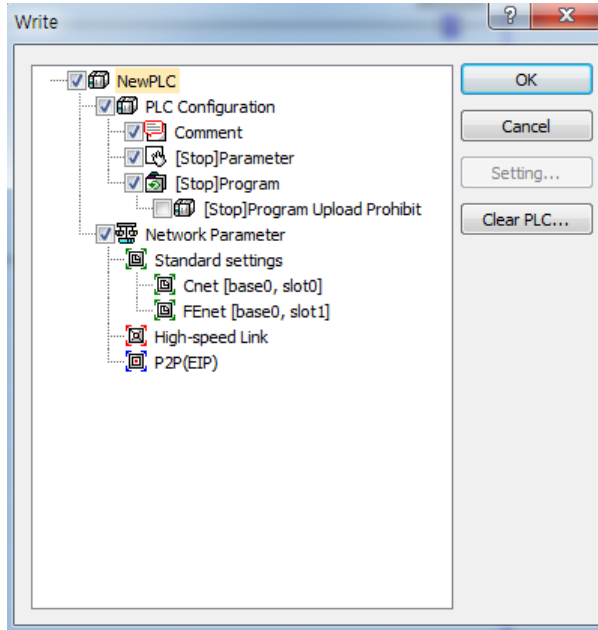 Write
NewPLC
PLC Configuration
Comment
[Stop]Parameter
[Stop]Program
[Stop]Program Upload Prohibit
Network Parameter
Standard settings
Cnet [base0, slot0]
FEnet [base0, slot1]
High-speed Link
P2P(EIP)
OK
Cancel
Setting...
Clear PLC...